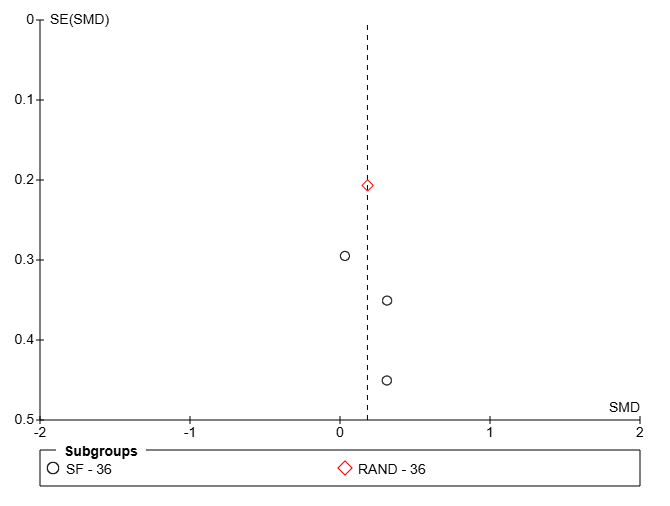 SE(SMD)
0
0.1
0.2
0.3
0.4
0.5
SMD
-2
-1
0
1
2
Subgroups
SF - 36
RAND - 36